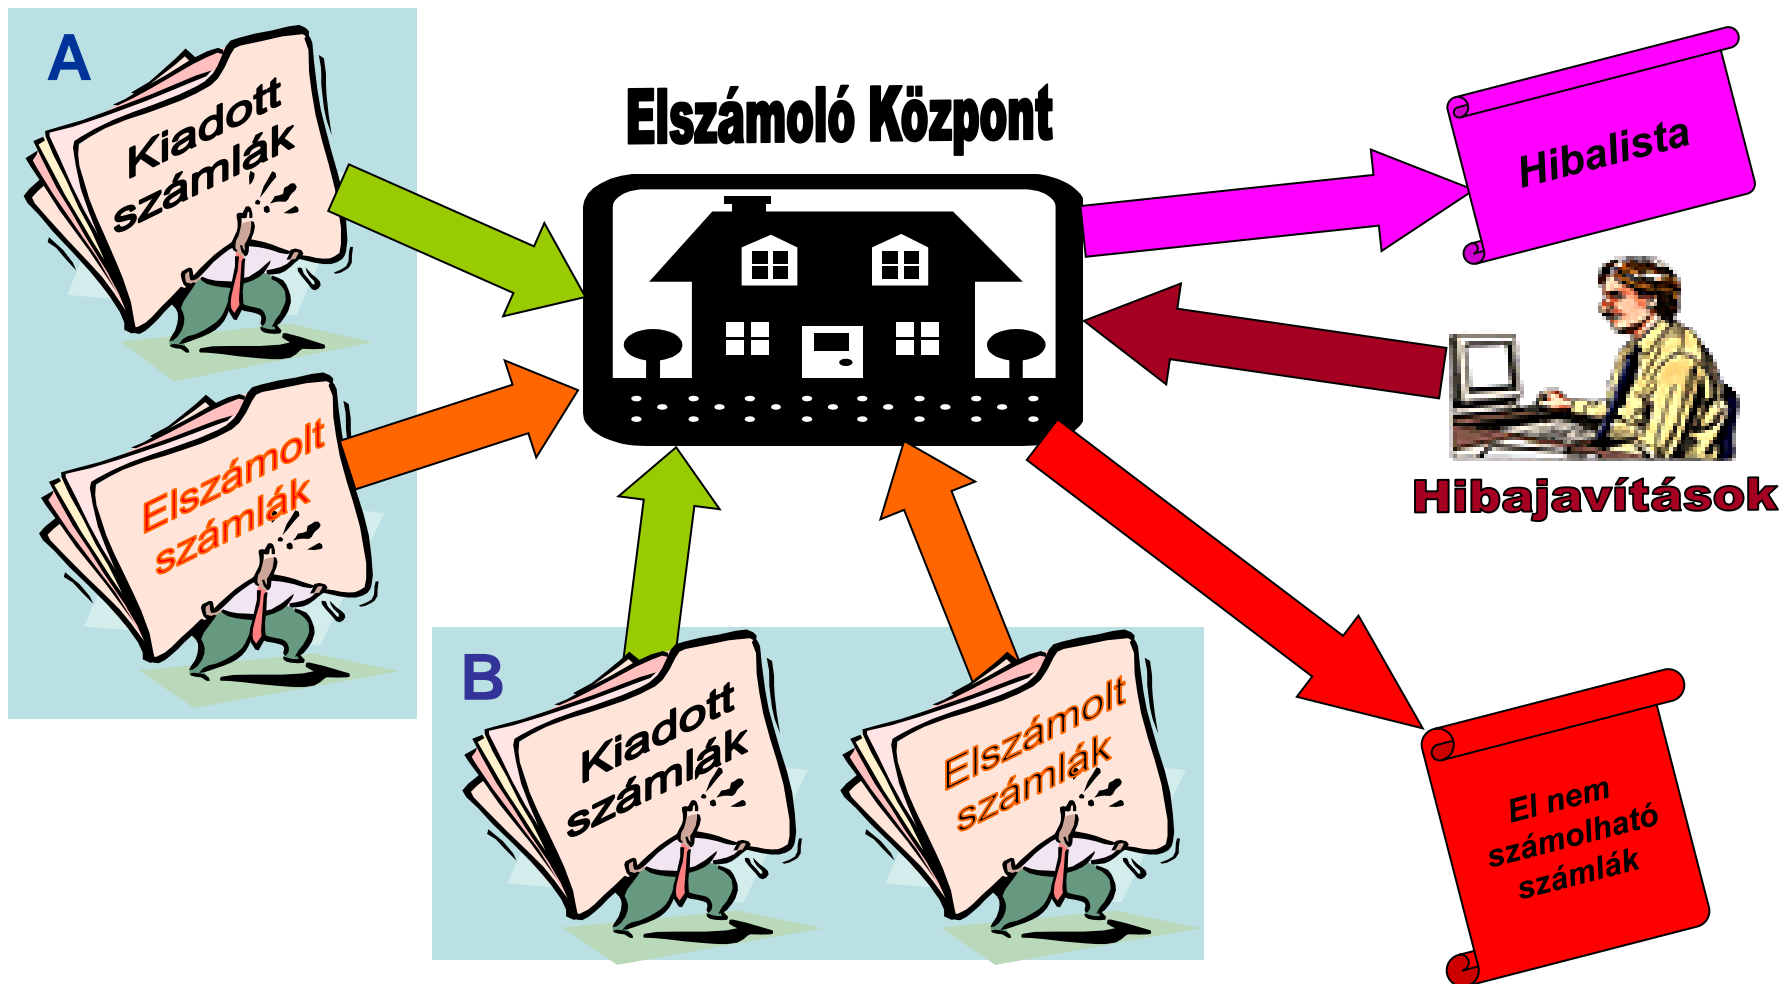 A
Kiadott
számlák
Elszámolt
számlák
Elszámoló Központ
Hibalista
Hibajavítások
B
Kiadott
számlák
Elszámolt
számlák
El nem
számolható
számlák